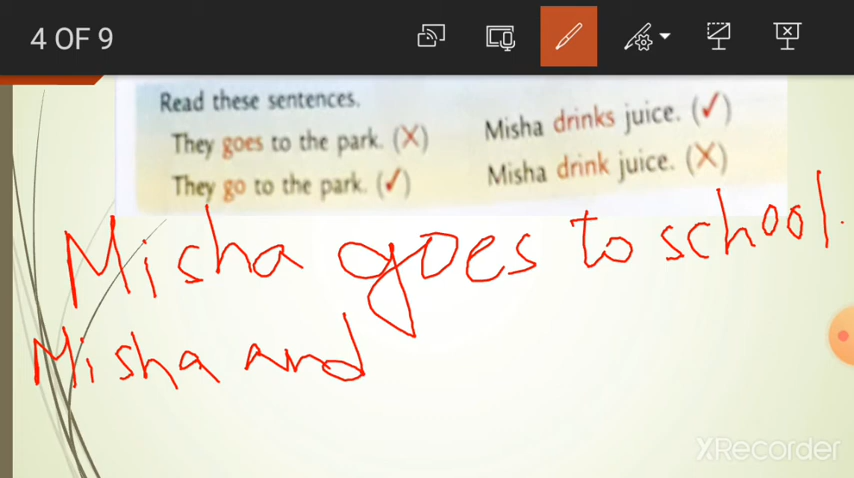 4 OF 9
Read these sentences.
They goes to the park. (X)
They go to the park. (✓)
Misha drinks juice. (✓)
Misha drink juice. (X)
Misha goes to school.
Misha and
XRecorder